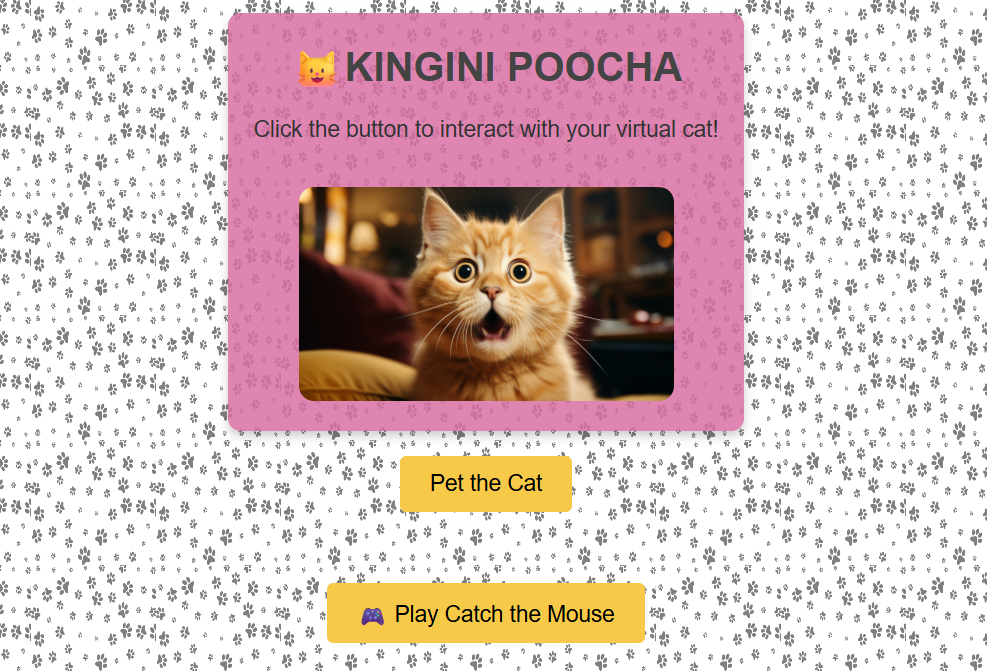 😺 KINGINI POOCHA
Click the button to interact with your virtual cat!
Pet the Cat
🎮 Play Catch the Mouse